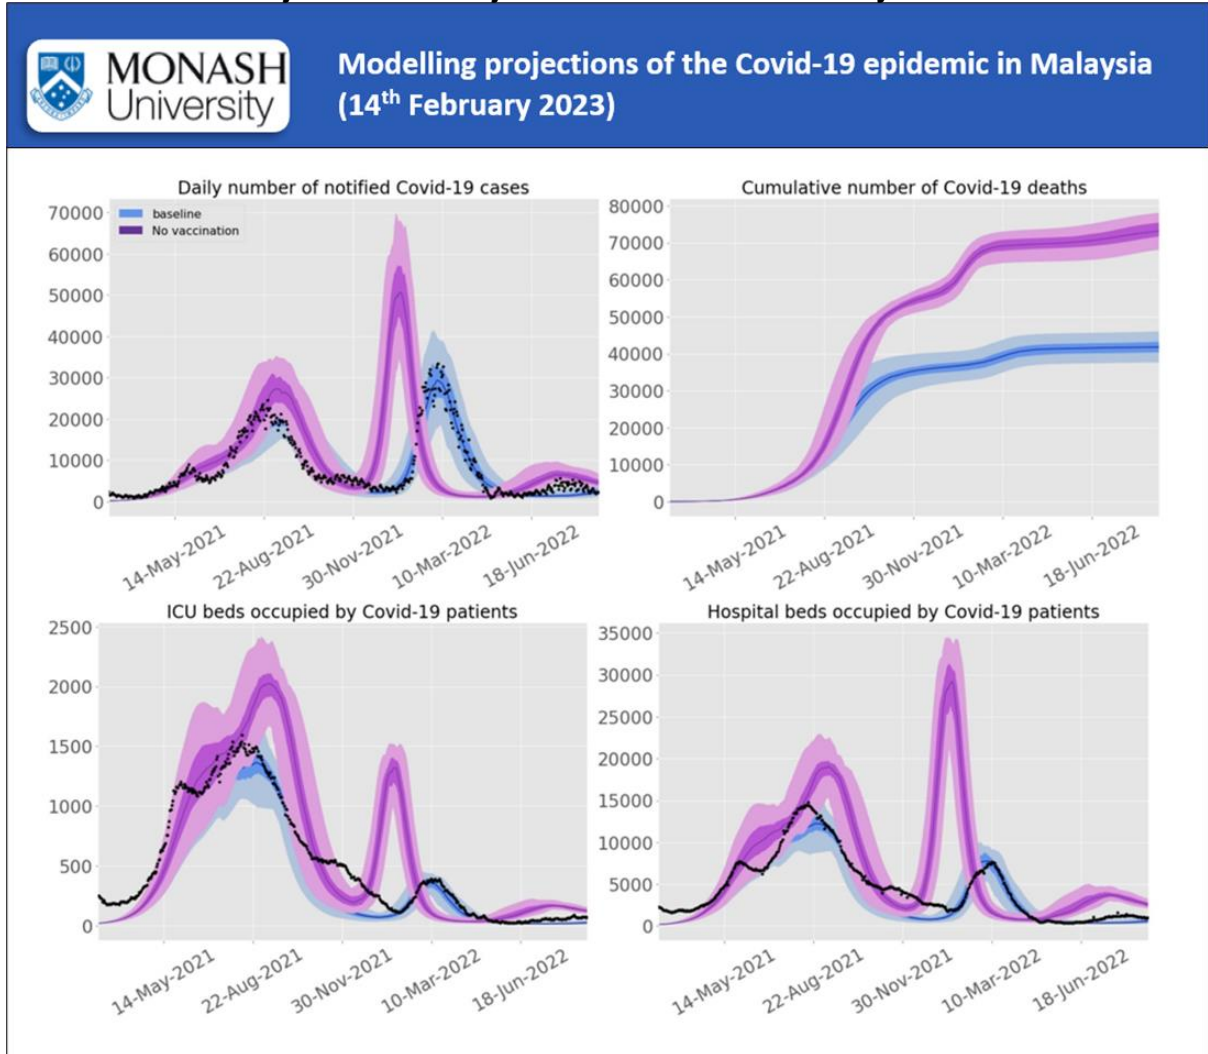 MONASH
University
Modelling projections of the Covid-19 epidemic in Malaysia
(14th February 2023)
Daily number of notified Covid-19 cases
baseline
No vaccination
70000
60000
50000
40000
30000
20000
10000
0
14-May-2021
22-Aug-2021
30-Nov-2021
10-Mar-2022
18-Jun-2022
Cumulative number of Covid-19 deaths
80000
70000
60000
50000
40000
30000
20000
10000
0
14-May-2021
22-Aug-2021
30-Nov-2021
10-Mar-2022
18-Jun-2022
ICU beds occupied by Covid-19 patients
2500
2000
1500
1000
500
0
14-May-2021
22-Aug-2021
30-Nov-2021
10-Mar-2022
18-Jun-2022
Hospital beds occupied by Covid-19 patients
35000
30000
25000
20000
15000
10000
5000
0
14-May-2021
22-Aug-2021
30-Nov-2021
10-Mar-2022
18-Jun-2022